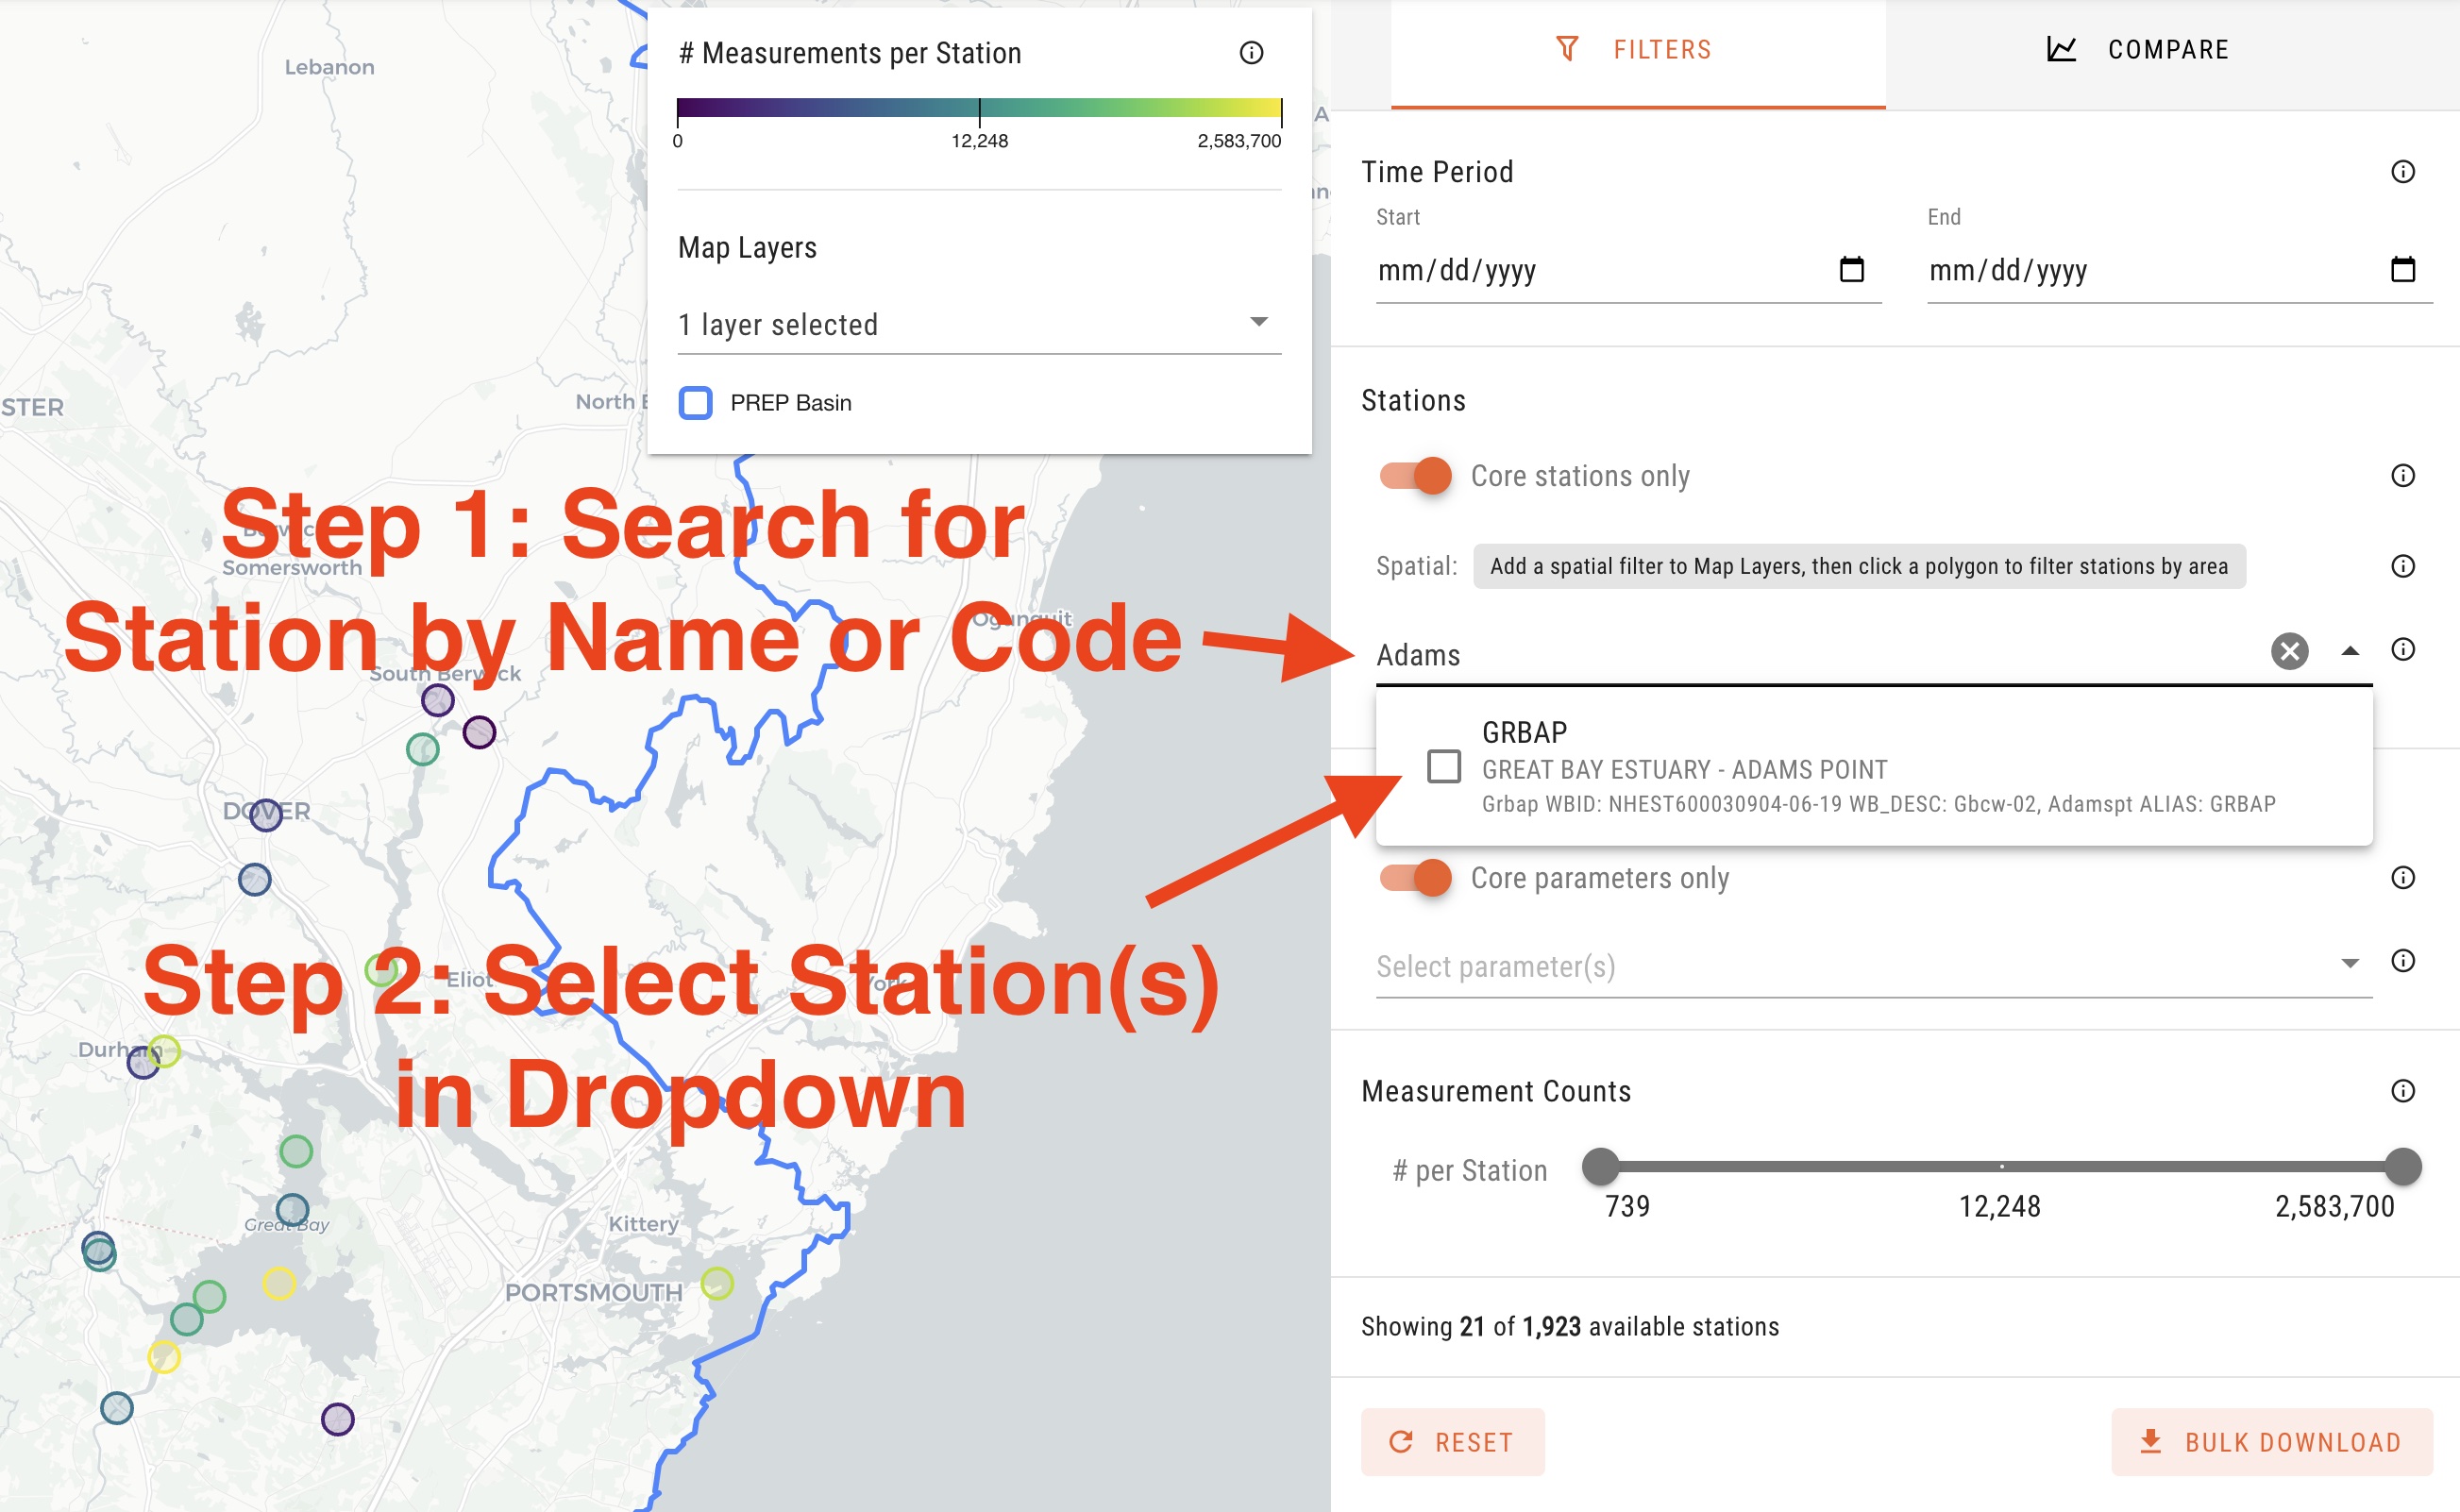 Lebanon
STER
North B
Somersworth
South Berwick
DOVER
Eliot
York
Durham
Great Bay
Kittery
PORTSMOUTH
Ogunquit
# Measurements per Station
0 12,248 2,583,700
Map Layers
1 layer selected
PREP Basin
Step 1: Search for
Station by Name or Code
Step 2: Select Station(s)
in Dropdown
FILTERS
COMPARE
Time Period
Start End
mm/dd/yyyy mm/dd/yyyy
Stations
Core stations only
Spatial: Add a spatial filter to Map Layers, then click a polygon to filter stations by area
Adams
GRBAP
GREAT BAY ESTUARY - ADAMS POINT
Grbap WBID: NHEST600030904-06-19 WB_DESC: Gbcw-02, Adamspt ALIAS: GRBAP
Core parameters only
Select parameter(s)
Measurement Counts
# per Station
739 12,248 2,583,700
Showing 21 of 1,923 available stations
RESET
BULK DOWNLOAD